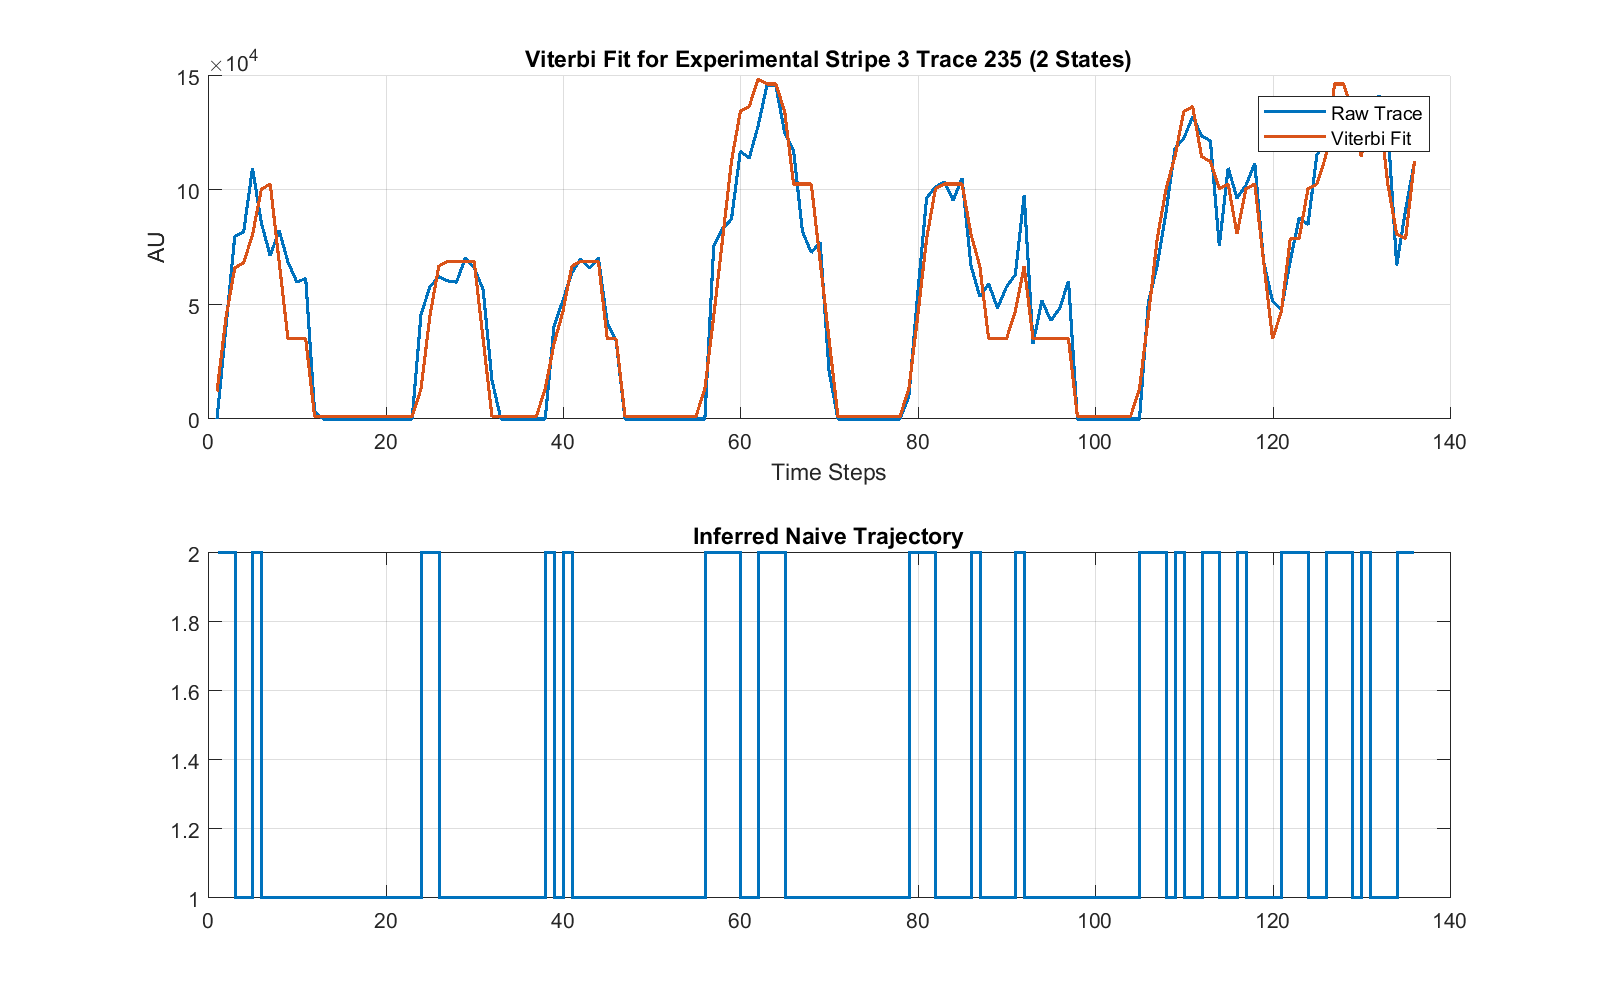 Viterbi Fit for Experimental Stripe 3 Trace 235 (2 States)
×10⁴
15
10
5
0
AU
Raw Trace
Viterbi Fit
0 20 40 60 80 100 120 140
Time Steps
Inferred Naive Trajectory
2
1.8
1.6
1.4
1.2
1
0 20 40 60 80 100 120 140